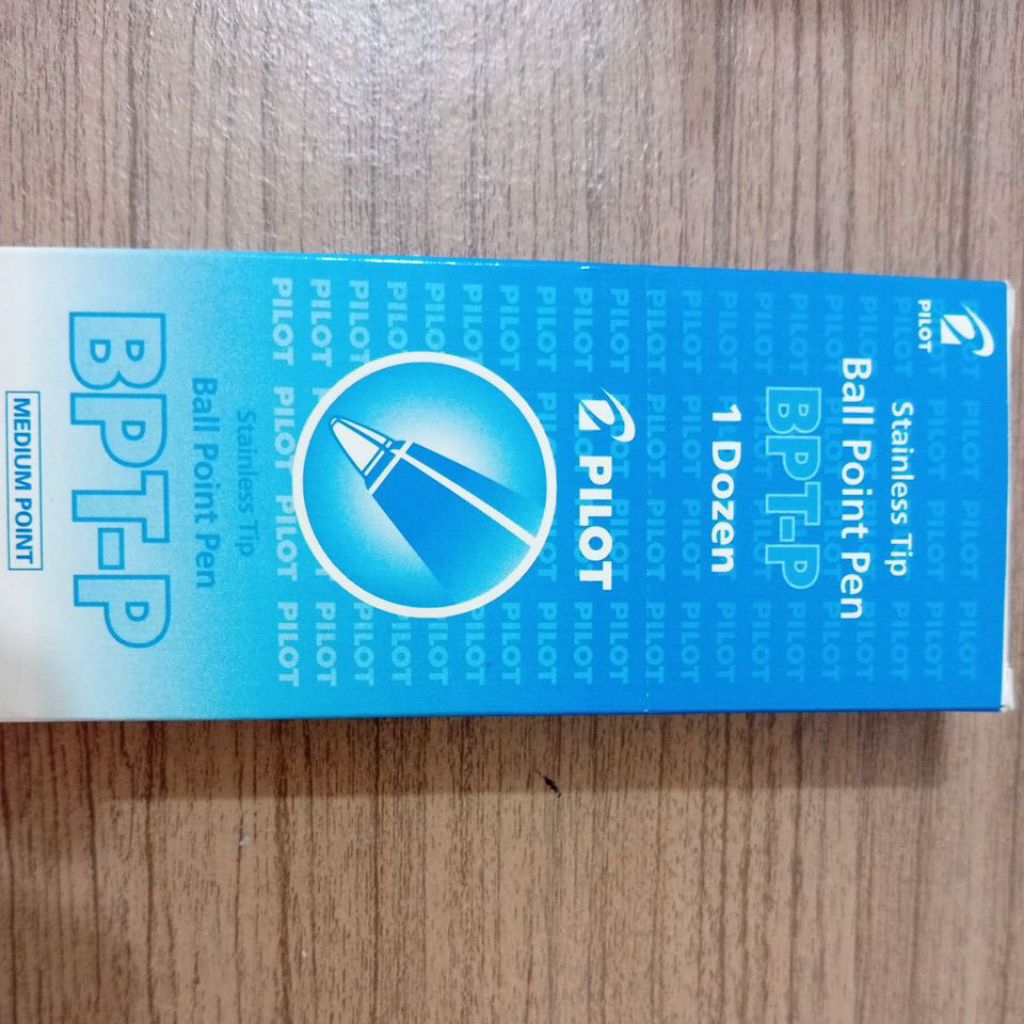 PILOT
Stainless Tip
Ball Point Pen
BPT-P
1 Dozen
PILOT
Stainless Tip
Ball Point Pen
BPT-P
MEDIUM POINT